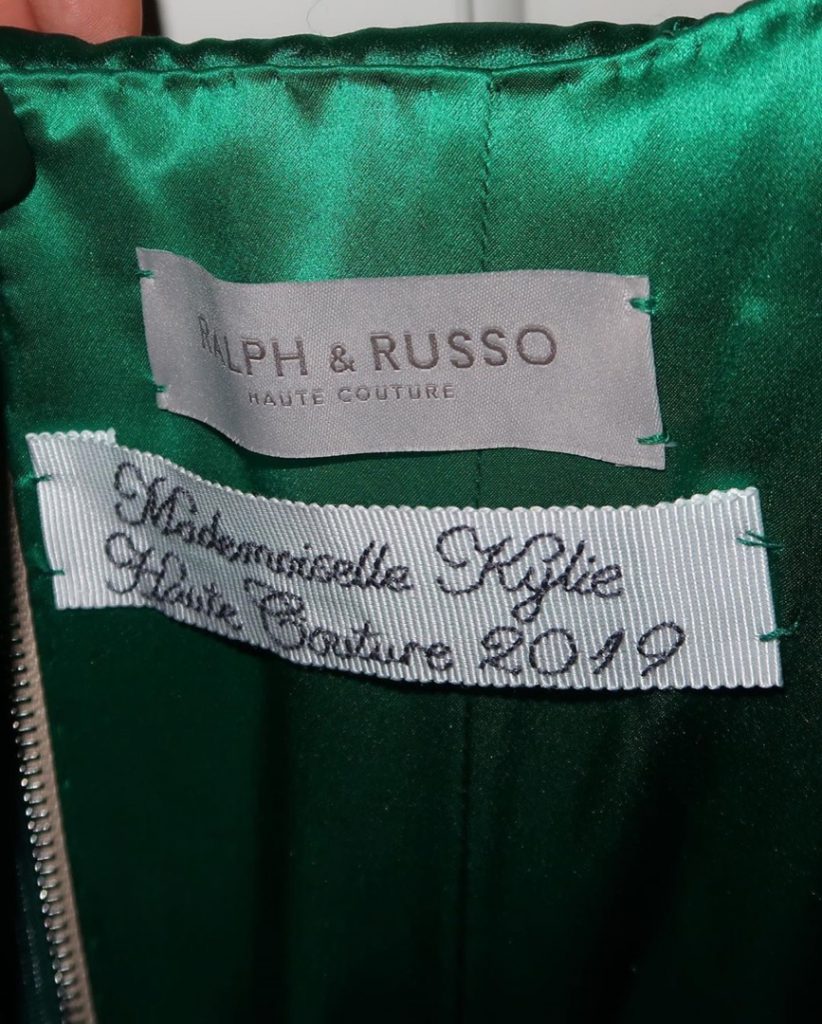 RALPH & RUSSO
HAUTE COUTURE
Mademoiselle Kylie
Haute Couture 2019